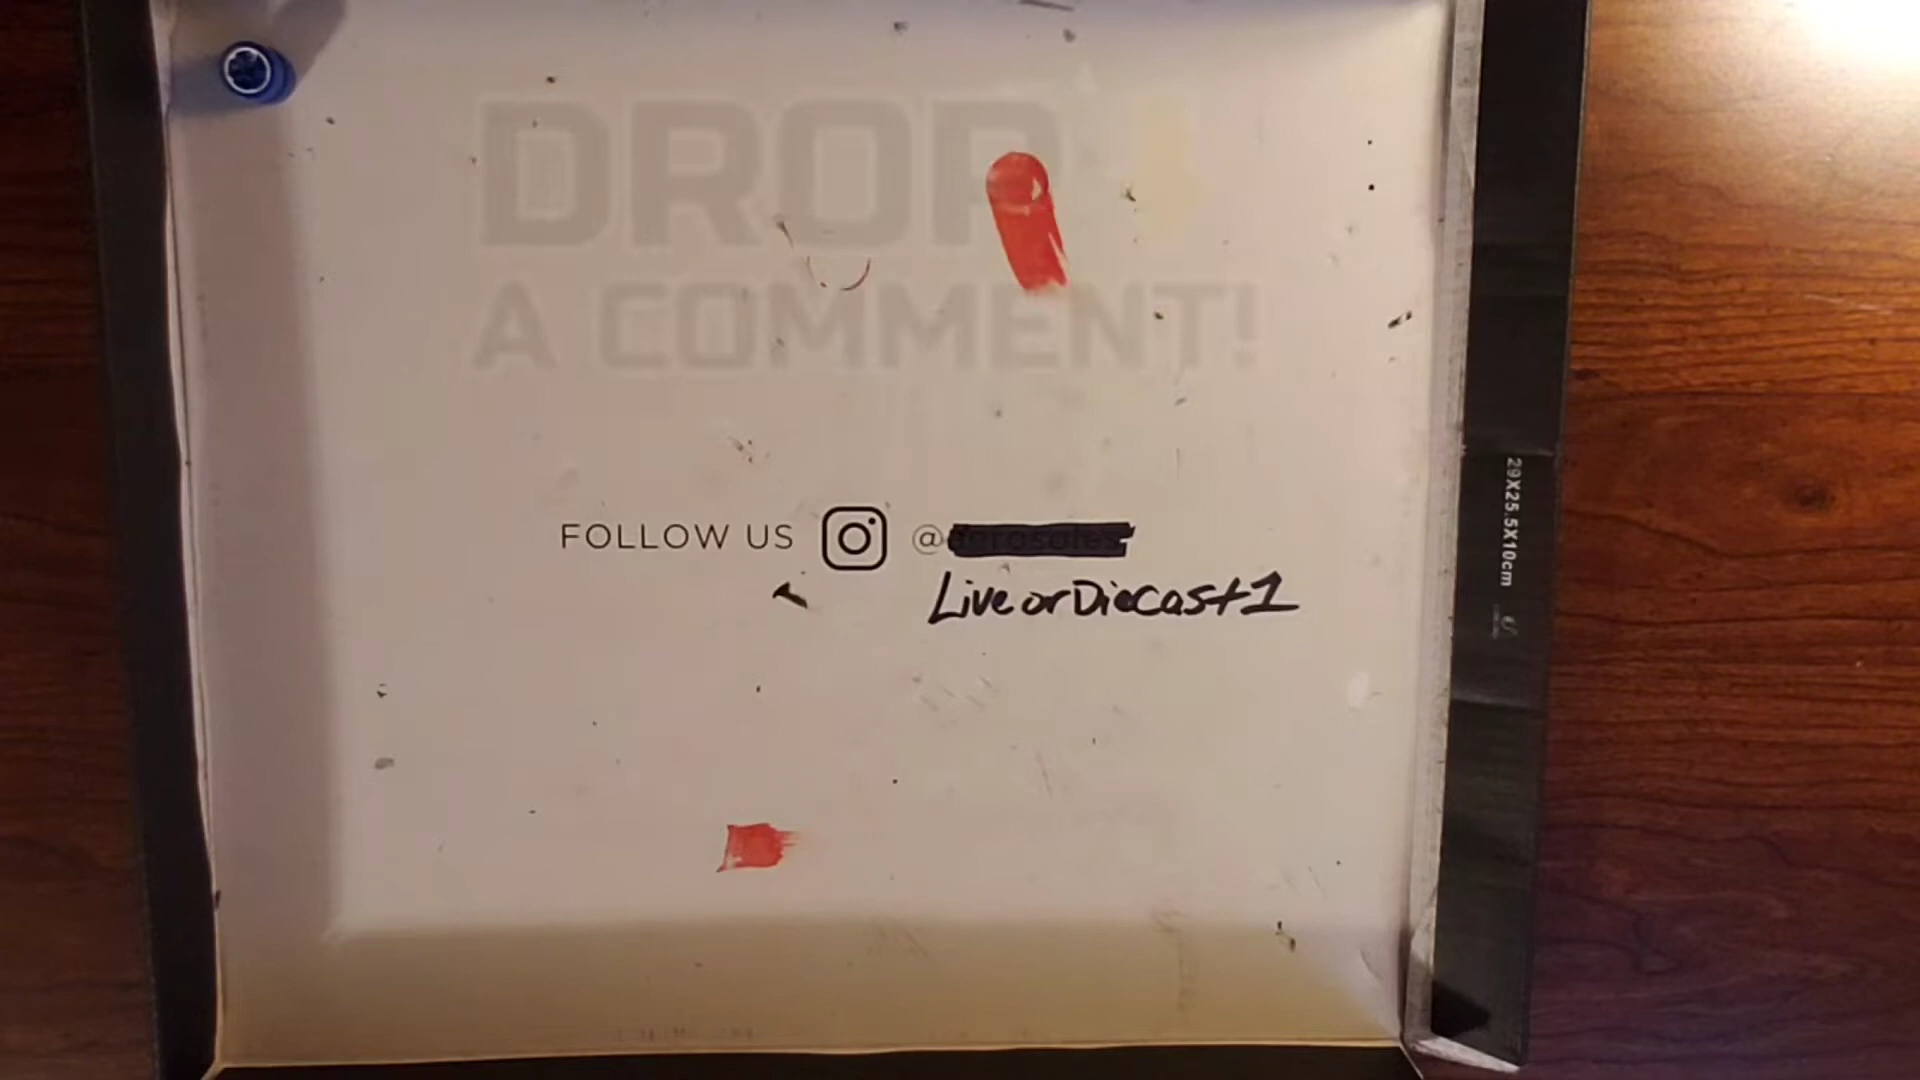 DROP
A COMMENT!
FOLLOW US @
LiveorDiecast1
29X25.5X10cm